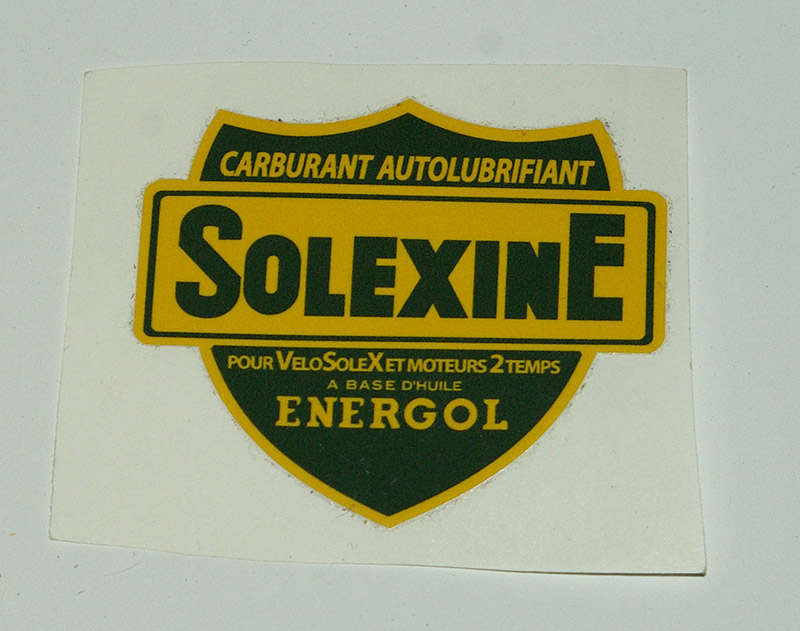 CARBURANT AUTOLUBRIFIANT
SOLEXINE
POUR VELOSOLEX ET MOTEURS 2 TEMPS
A BASE D'HUILE
ENERGOL